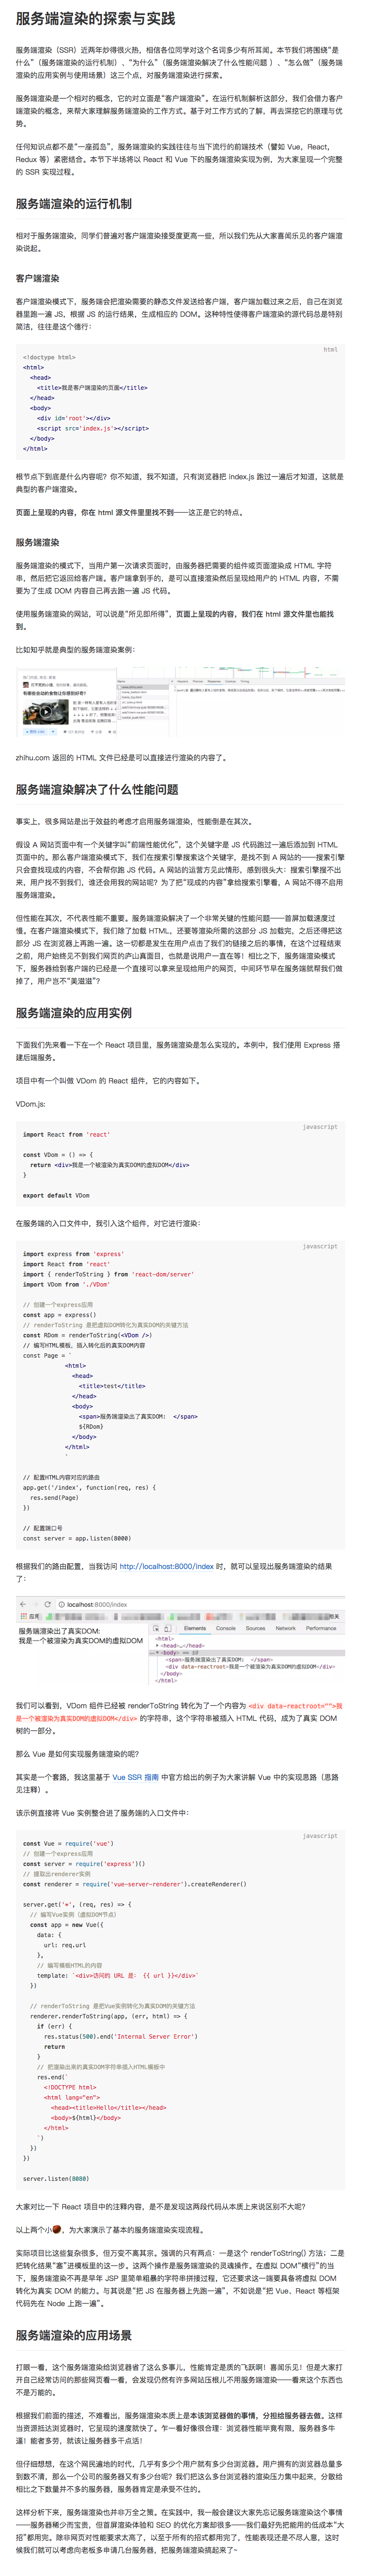 服务端渲染的探索与实践
服务端渲染（SSR）近两年炒得很火热，相信各位同学对这个名词多少有所耳闻。本节我们将围绕“是
什么”（服务端渲染的运行机制）、“为什么”（服务端渲染解决了什么性能问题 ）、“怎么做”（服务端
渲染的应用实例与使用场景）这三个点，对服务端渲染进行探索。
服务端渲染是一个相对的概念，它的对立面是“客户端渲染”。在运行机制解析这部分，我们会借力客户
端渲染的概念，来帮大家理解服务端渲染的工作方式。基于对工作方式的了解，再去深挖它的原理与优
势。
任何知识点都不是“一座孤岛”，服务端渲染的实践往往与当下流行的前端技术（譬如 Vue，React，
Redux 等）紧密结合。本节下半场将以 React 和 Vue 下的服务端渲染实现为例，为大家呈现一个完整
的 SSR 实现过程。
服务端渲染的运行机制
相对于服务端渲染，同学们普遍对客户端渲染接受度更高一些，所以我们先从大家喜闻乐见的客户端渲
染说起。
客户端渲染
客户端渲染模式下，服务端会把渲染需要的静态文件发送给客户端，客户端加载过来之后，自己在浏览
器里跑一遍 JS，根据 JS 的运行结果，生成相应的 DOM。这种特性使得客户端渲染的源代码总是特别
简洁，往往是这个德行：
html
<!doctype html>
<html>
<head>
<title>我是客户端渲染的页面</title>
</head>
<body>
<div id='root'></div>
<script src='index.js'></script>
</body>
</html>
根节点下到底是什么内容呢？你不知道，我不知道，只有浏览器把 index.js 跑过一遍后才知道，这就是
典型的客户端渲染。
页面上呈现的内容，你在 html 源文件里里找不到——这正是它的特点。
服务端渲染
服务端渲染的模式下，当用户第一次请求页面时，由服务器把需要的组件或页面渲染成 HTML 字符
串，然后把它返回给客户端。客户端拿到手的，是可以直接渲染然后呈现给用户的 HTML 内容，不需
要为了生成 DOM 内容自己再去跑一遍 JS 代码。
使用服务端渲染的网站，可以说是“所见即所得”，页面上呈现的内容，我们在 html 源文件里也能找
到。
比如知乎就是典型的服务端渲染案例：
zhihu.com 返回的 HTML 文件已经是可以直接进行渲染的内容了。
服务端渲染解决了什么性能问题
事实上，很多网站是出于效益的考虑才启用服务端渲染，性能倒是在其次。
假设 A 网站页面中有一个关键字叫“前端性能优化”，这个关键字是 JS 代码跑过一遍后添加到 HTML
页面中的。那么客户端渲染模式下，我们在搜索引擎搜索这个关键字，是找不到 A 网站的——搜索引擎
只会查找现成的内容，不会帮你跑 JS 代码。A 网站的运营方见此情形，感到很头大：搜索引擎搜不出
来，用户找不到我们，谁还会用我的网站呢？为了把“现成的内容”拿给搜索引擎看，A 网站不得不启用
服务端渲染。
但性能在其次，不代表性能不重要。服务端渲染解决了一个非常关键的性能问题——首屏加载速度过
慢。在客户端渲染模式下，我们除了加载 HTML，还要等渲染所需的这部分 JS 加载完，之后还得把这
部分 JS 在浏览器上再跑一遍。这一切都是发生在用户点击了我们的链接之后的事情，在这个过程结束
之前，用户始终见不到我们网页的庐山真面目，也就是说用户一直在等！相比之下，服务端渲染模式
下，服务器给到客户端的已经是一个直接可以拿来呈现给用户的网页，中间环节早在服务端就帮我们做
掉了，用户岂不“美滋滋”？
服务端渲染的应用实例
下面我们先来看一下在一个 React 项目里，服务端渲染是怎么实现的。本例中，我们使用 Express 搭
建后端服务。
项目中有一个叫做 VDom 的 React 组件，它的内容如下。
VDom.js:
javascript
import React from 'react'
const VDom = () => {
return <div>我是一个被渲染为真实DOM的虚拟DOM</div>
}
export default VDom
在服务端的入口文件中，我引入这个组件，对它进行渲染：
javascript
import express from 'express'
import React from 'react'
import { renderToString } from 'react-dom/server'
import VDom from './VDom'
// 创建一个express应用
const app = express()
// renderToString 是把虚拟DOM转化为真实DOM的关键方法
const RDom = renderToString(<VDom />)
// 编写HTML模板，插入转化后的真实DOM内容
const Page = `
<html>
<head>
<title>test</title>
</head>
<body>
<span>服务端渲染出了真实DOM:  </span>
${RDom}
</body>
</html>
`
// 配置HTML内容对应的路由
app.get('/index', function(req, res) {
res.send(Page)
})
// 配置端口号
const server = app.listen(8000)
根据我们的路由配置，当我访问 http://localhost:8000/index 时，就可以呈现出服务端渲染的结果
了：
localhost:8000/index
服务端渲染出了真实DOM:
我是一个被渲染为真实DOM的虚拟DOM
Elements Console Sources Network Performance
<html>
<head>…</head>
<body> == $0
<span>服务端渲染出了真实DOM:  </span>
<div data-reactroot>我是一个被渲染为真实DOM的虚拟DOM</div>
</body>
</html>
我们可以看到，VDom 组件已经被 renderToString 转化为了一个内容为 <div data-reactroot="">我
是一个被渲染为真实DOM的虚拟DOM</div> 的字符串，这个字符串被插入 HTML 代码，成为了真实 DOM
树的一部分。
那么 Vue 是如何实现服务端渲染的呢？
其实是一个套路，我这里基于 Vue SSR 指南 中官方给出的例子为大家讲解 Vue 中的实现思路（思路
见注释）。
该示例直接将 Vue 实例整合进了服务端的入口文件中：
javascript
const Vue = require('vue')
// 创建一个express应用
const server = require('express')()
// 提取出renderer实例
const renderer = require('vue-server-renderer').createRenderer()
server.get('*', (req, res) => {
// 编写Vue实例（虚拟DOM节点）
const app = new Vue({
data: {
url: req.url
},
// 编写模板HTML的内容
template: `<div>访问的 URL 是： {{ url }}</div>`
})
// renderToString 是把Vue实例转化为真实DOM的关键方法
renderer.renderToString(app, (err, html) => {
if (err) {
res.status(500).end('Internal Server Error')
return
}
// 把渲染出来的真实DOM字符串插入HTML模板中
res.end(`
<!DOCTYPE html>
<html lang="en">
<head><title>Hello</title></head>
<body>${html}</body>
</html>
`)
})
})
server.listen(8080)
大家对比一下 React 项目中的注释内容，是不是发现这两段代码从本质上来说区别不大呢？
以上两个小🌰，为大家演示了基本的服务端渲染实现流程。
实际项目比这些复杂很多，但万变不离其宗。强调的只有两点：一是这个 renderToString() 方法；二是
把转化结果“塞”进模板里的这一步。这两个操作是服务端渲染的灵魂操作。在虚拟 DOM“横行”的当
下，服务端渲染不再是早年 JSP 里简单粗暴的字符串拼接过程，它还要求这一端要具备将虚拟 DOM
转化为真实 DOM 的能力。与其说是“把 JS 在服务器上先跑一遍”，不如说是“把 Vue、React 等框架
代码先在 Node 上跑一遍”。
服务端渲染的应用场景
打眼一看，这个服务端渲染给浏览器省了这么多事儿，性能肯定是质的飞跃啊！喜闻乐见！但是大家打
开自己经常访问的那些网页看一看，会发现仍然有许多网站压根儿不用服务端渲染——看来这个东西也
不是万能的。
根据我们前面的描述，不难看出，服务端渲染本质上是本该浏览器做的事情，分担给服务器去做。这样
当资源抵达浏览器时，它呈现的速度就快了。乍一看好像很合理：浏览器性能毕竟有限，服务器多牛
逼！能者多劳，就该让服务器多干点活！
但仔细想想，在这个网民遍地的时代，几乎有多少个用户就有多少台浏览器。用户拥有的浏览器总量多
到数不清，那么一个公司的服务器又有多少台呢？我们把这么多台浏览器的渲染压力集中起来，分散给
相比之下数量并不多的服务器，服务器肯定是承受不住的。
这样分析下来，服务端渲染也并非万全之策。在实践中，我一般会建议大家先忘记服务端渲染这个事情
——服务器稀少而宝贵，但首屏渲染体验和 SEO 的优化方案却很多——我们最好先把能用的低成本“大
招”都用完。除非网页对性能要求太高了，以至于所有的招式都用完了，性能表现还是不尽人意，这时
候我们就可以考虑向老板多申请几台服务器，把服务端渲染搞起来了~